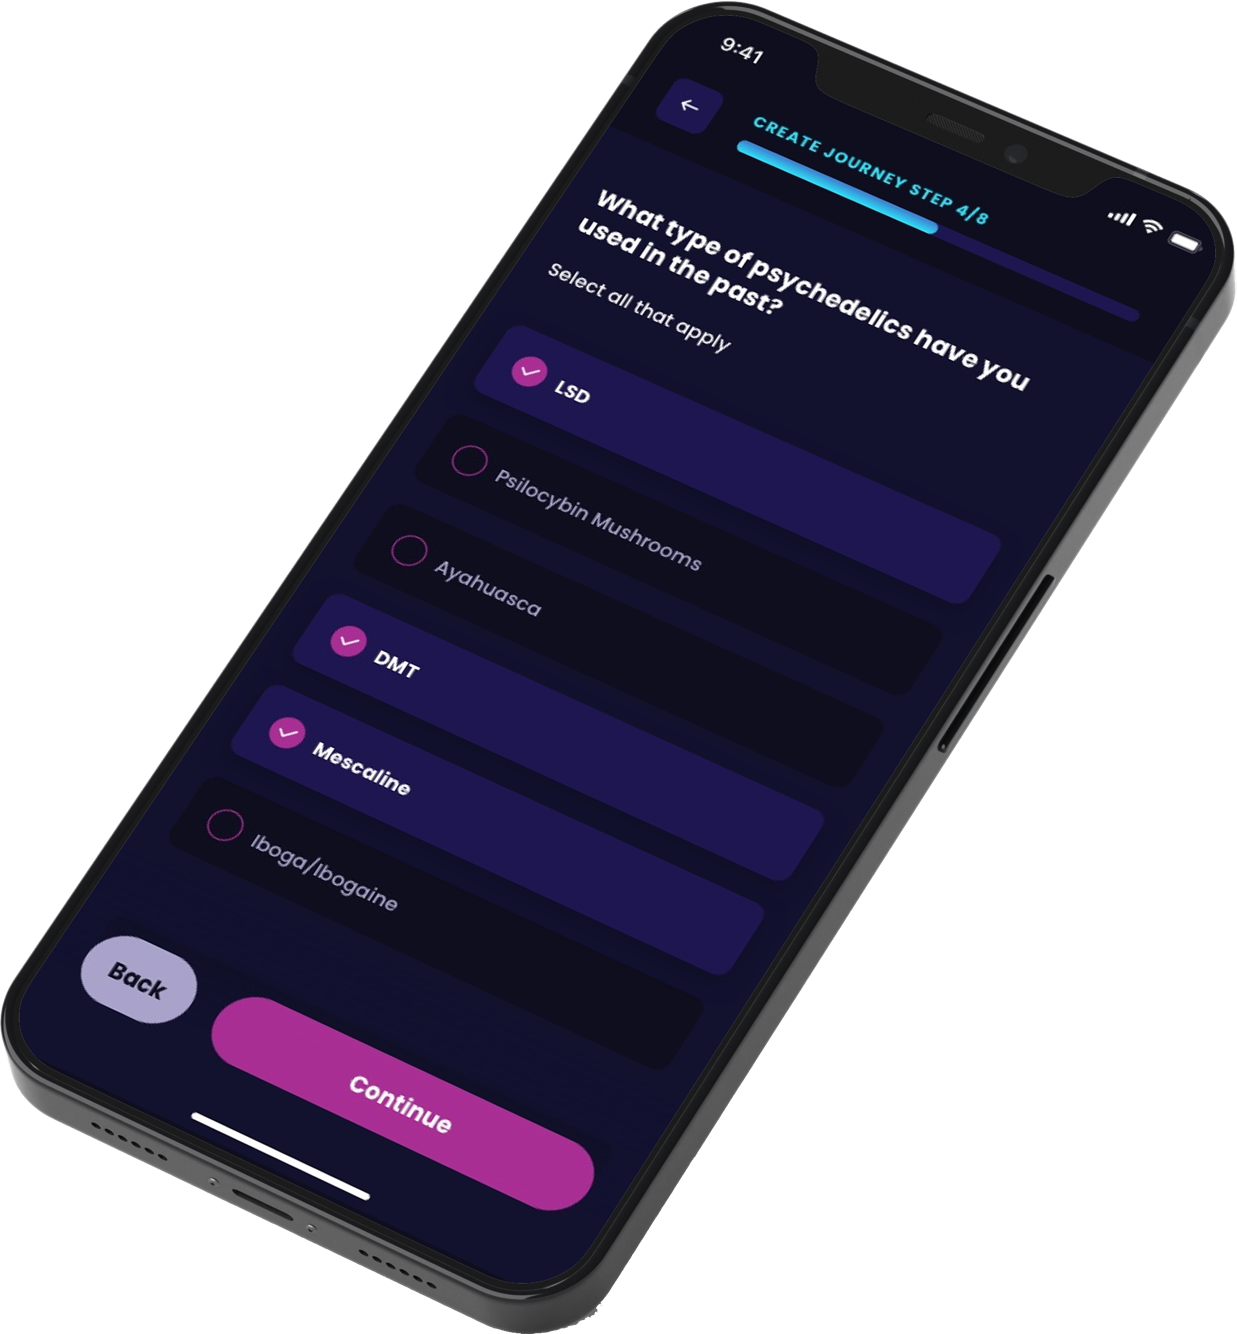 9:41
CREATE JOURNEY STEP 4/8
What type of psychedelics have you
used in the past?
Select all that apply
LSD
Psilocybin Mushrooms
Ayahuasca
DMT
Mescaline
Iboga/Ibogaine
Back
Continue